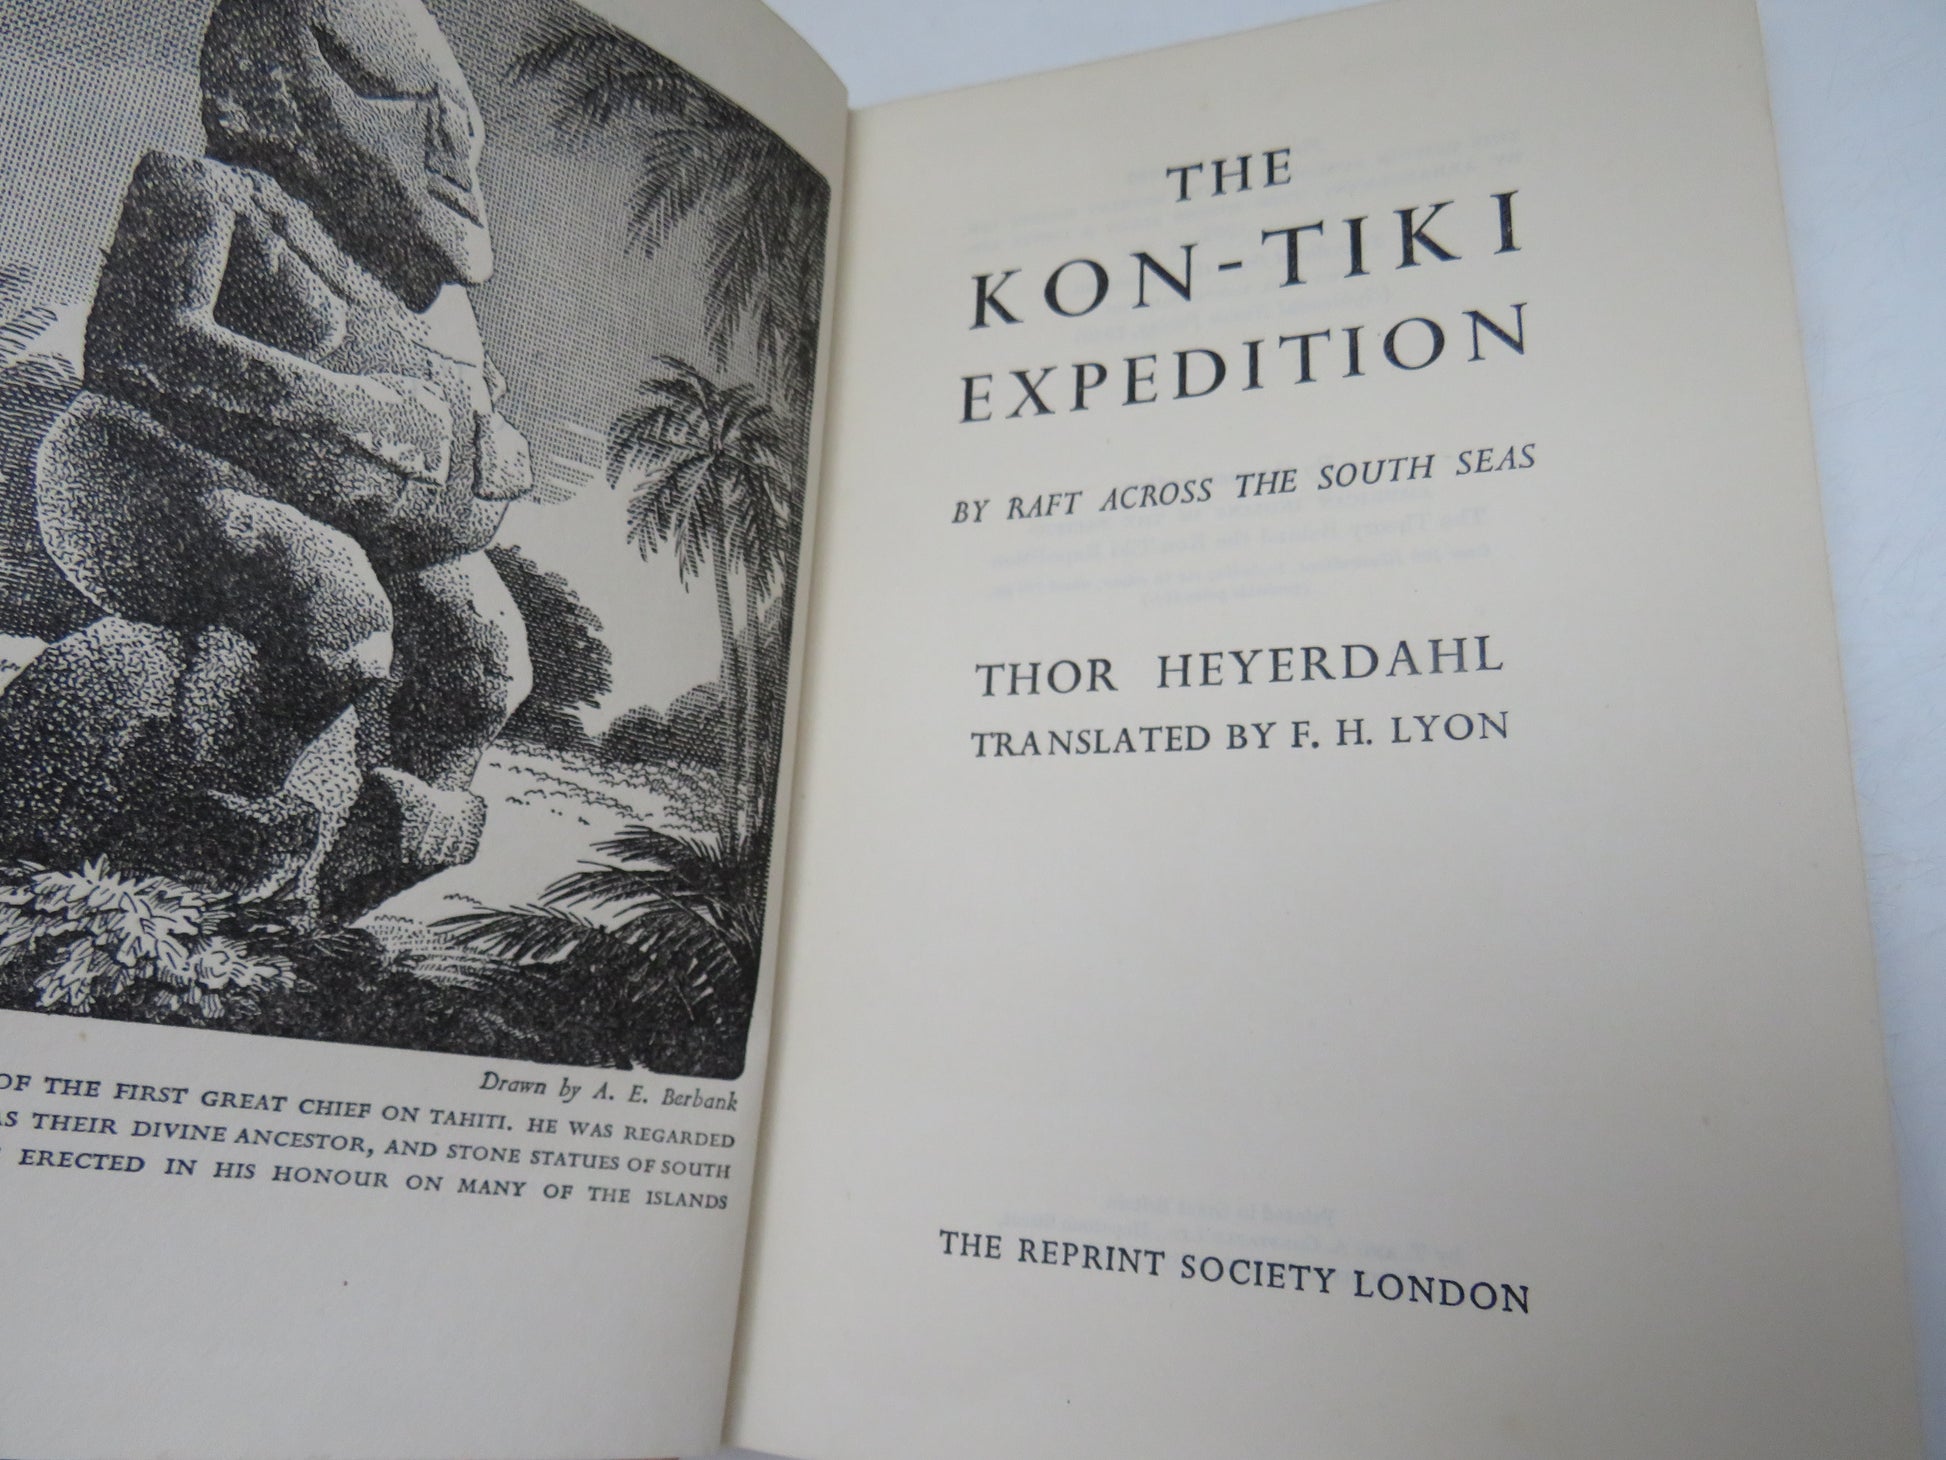 Drawn by A. E. Berbank
OF THE FIRST GREAT CHIEF ON TAHITI. HE WAS REGARDED
AS THEIR DIVINE ANCESTOR, AND STONE STATUES OF SOUTH
ERECTED IN HIS HONOUR ON MANY OF THE ISLANDS
THE
KON-TIKI
EXPEDITION
BY RAFT ACROSS THE SOUTH SEAS
THOR HEYERDAHL
TRANSLATED BY F. H. LYON
THE REPRINT SOCIETY LONDON